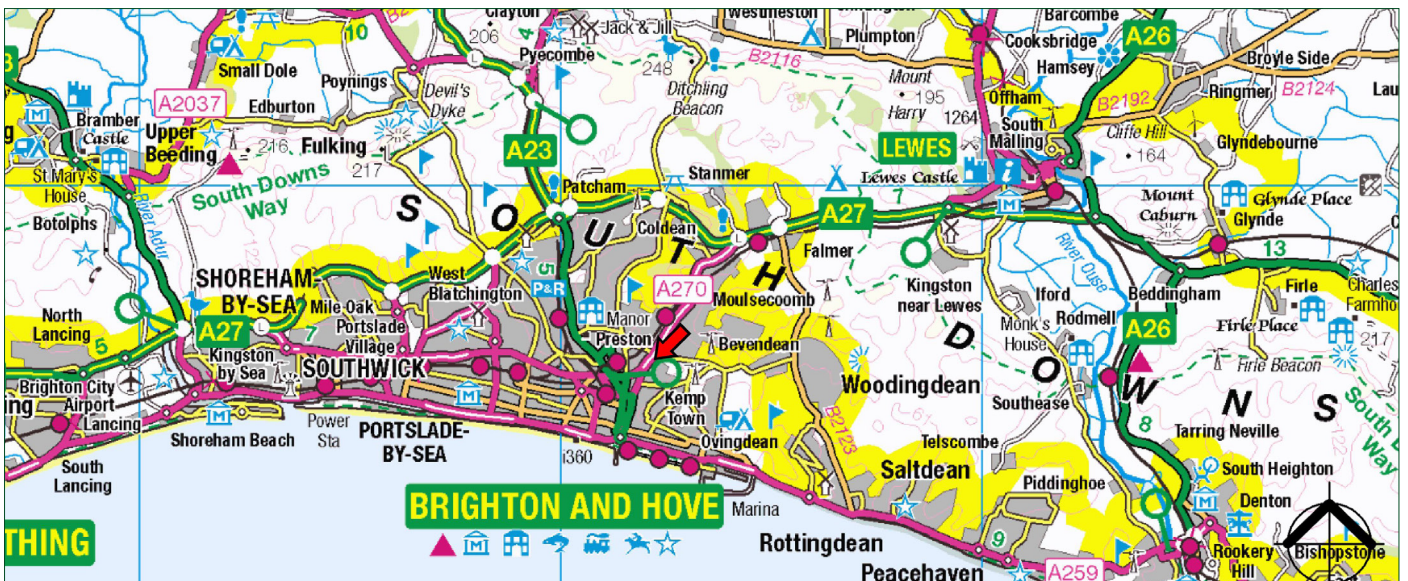 Clayton
Jack & Jill
Westmeston
Plumpton
Barcombe
Cooksbridge
A26
Hamsey
Broyle Side
10
206
4
Pyecombe
248
B2116
Small Dole
Poynings
Devil's
Dyke
Ditchling
Beacon
Mount
Harry
195
1264
Offham
B2192
Ringmer
B2124
Lau
A2037
Edburton
Bramber
Castle
Upper
Beeding
216
Fulking
217
A23
LEWES
South
Malling
Cliffe Hill
164
Glyndebourne
St Mary's
House
South Downs
Way
Patcham
Stanmer
Lewes Castle
7
Mount
Caburn
Glynde Place
Glynde
Botolphs
River Adur
S O U T H
Coldean
A27
Falmer
13
SHOREHAM-
BY-SEA
Mile Oak
West
Blatchington
5
P&R
A270
Moulsecoomb
Kingston
near Lewes
River Ouse
Iford
Rodmell
Beddingham
Firle
Charles
Farmho
North
Lancing
A27
7
Portslade
Village
Manor
Preston
Bevendean
Monk's
House
A26
Firle Place
217
5
Kingston
by Sea
SOUTHWICK
D O W N S
Firle Beacon
Brighton City
Airport
Lancing
ing
Woodingdean
Southease
South
Way
Kemp
Town
Power
Sta
Shoreham Beach
PORTSLADE-
BY-SEA
i360
Ovingdean
B2123
Telscombe
8
Tarring Neville
South
Lancing
Saltdean
Piddinghoe
South Heighton
Denton
BRIGHTON AND HOVE
Marina
THING
Rottingdean
9
Rookery
Hill
Bishopstone
Peacehaven
A259